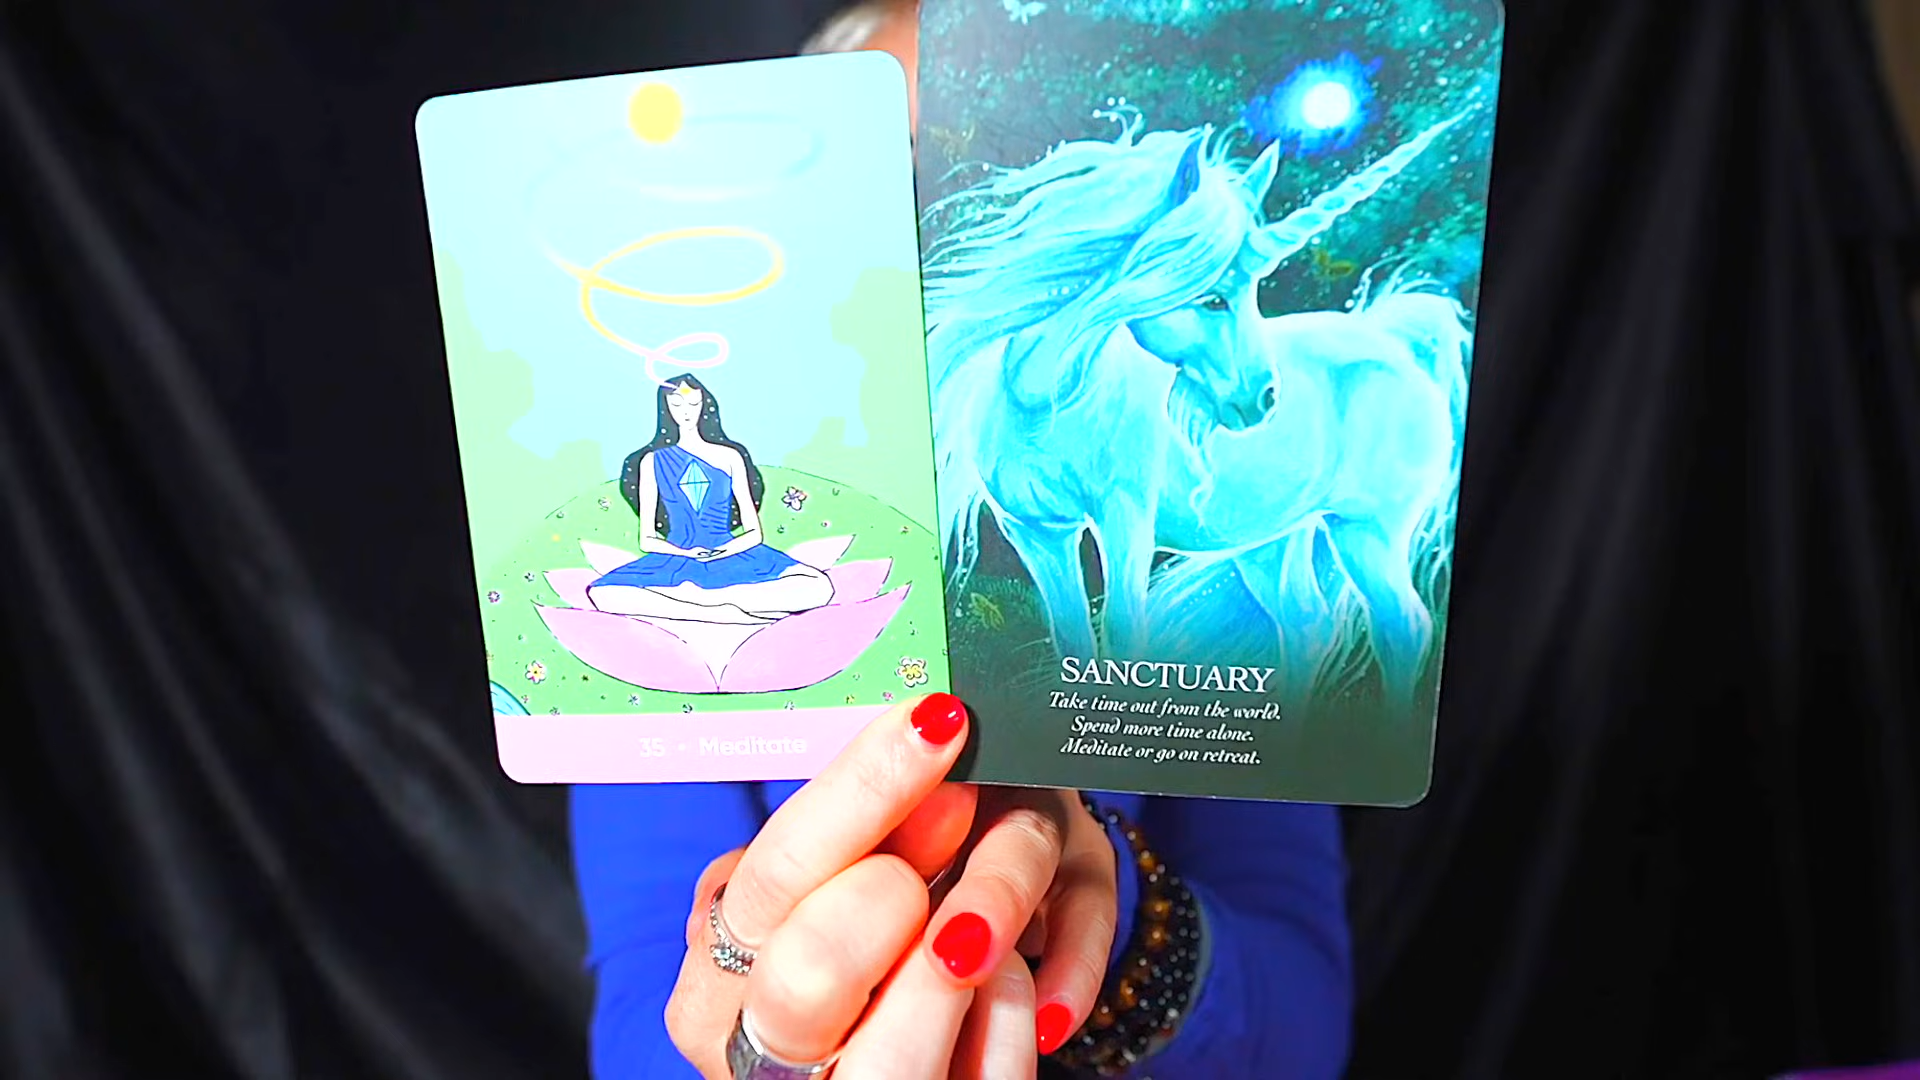 35 • Meditate
SANCTUARY
Take time out from the world.
Spend more time alone.
Meditate or go on retreat.